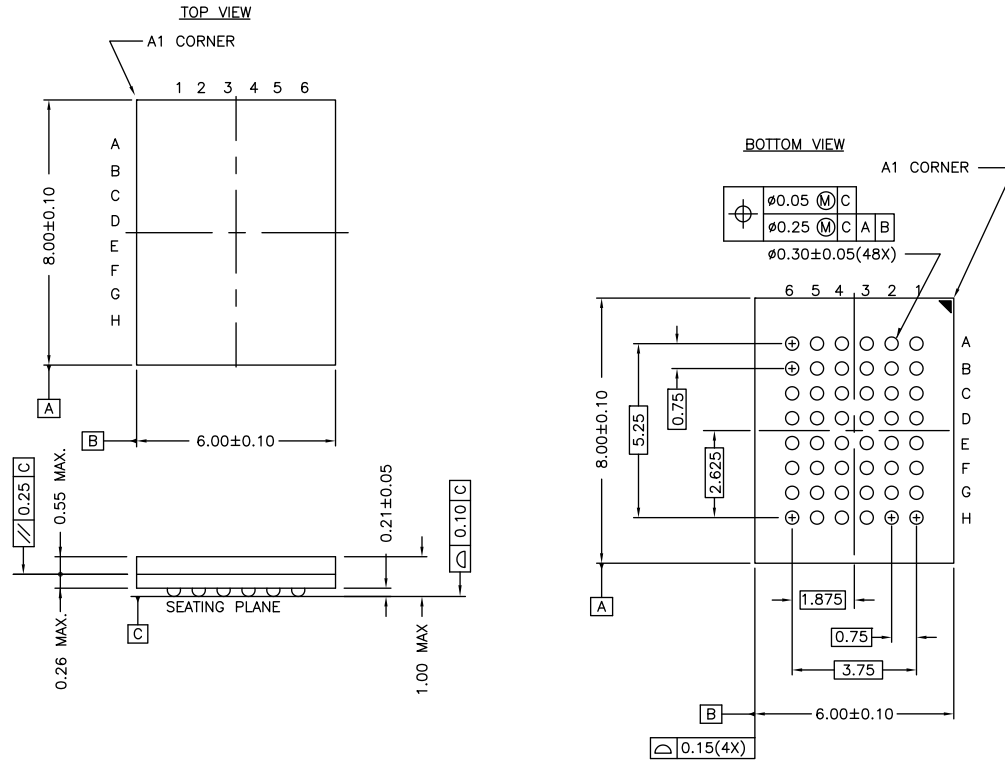 TOP VIEW
A1 CORNER
1 2 3 4 5 6
A
B
C
D
E
F
G
H
8.00±0.10
A
B
6.00±0.10
// 0.25 C
0.55 MAX.
0.21±0.05
⌓ 0.10 C
SEATING PLANE
C
0.26 MAX.
1.00 MAX
BOTTOM VIEW
A1 CORNER
⌖ ø0.05 Ⓜ C
ø0.25 Ⓜ C A B
ø0.30±0.05(48X)
6 5 4 3 2 1
A
B
C
D
E
F
G
H
8.00±0.10
5.25
0.75
2.625
A
1.875
0.75
3.75
B
6.00±0.10
⌓ 0.15(4X)